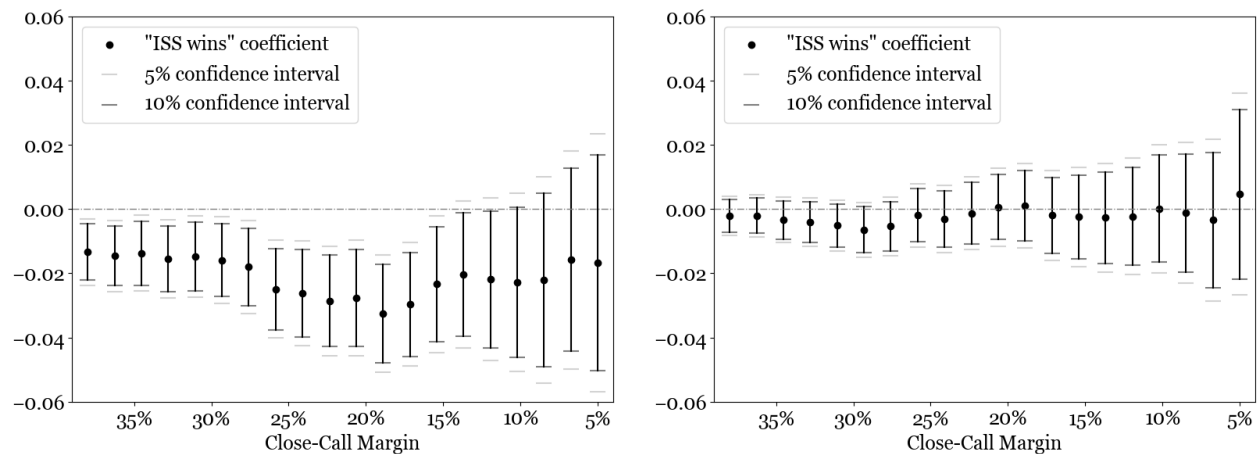 0.06
0.04
0.02
0.00
−0.02
−0.04
−0.06
"ISS wins" coefficient
5% confidence interval
10% confidence interval
35% 30% 25% 20% 15% 10% 5%
Close-Call Margin
0.06
0.04
0.02
0.00
−0.02
−0.04
−0.06
"ISS wins" coefficient
5% confidence interval
10% confidence interval
35% 30% 25% 20% 15% 10% 5%
Close-Call Margin